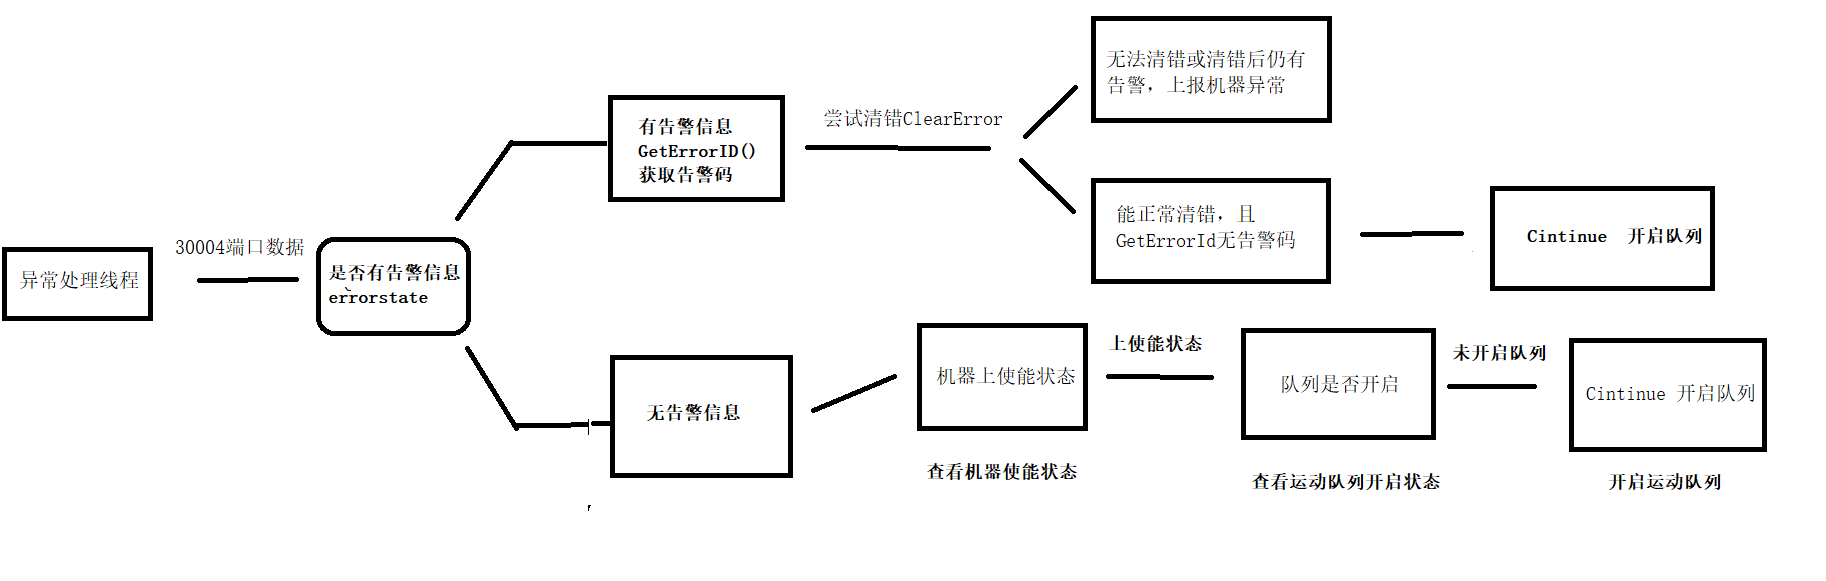 异常处理线程
30004端口数据
是否有告警信息
errorstate
有告警信息
GetErrorID()
获取告警码
尝试清错ClearError
无法清错或清错后仍有
告警，上报机器异常
能正常清错，且
GetErrorId无告警码
Cintinue 开启队列
无告警信息
机器上使能状态
查看机器使能状态
上使能状态
队列是否开启
查看运动队列开启状态
未开启队列
Cintinue 开启队列
开启运动队列